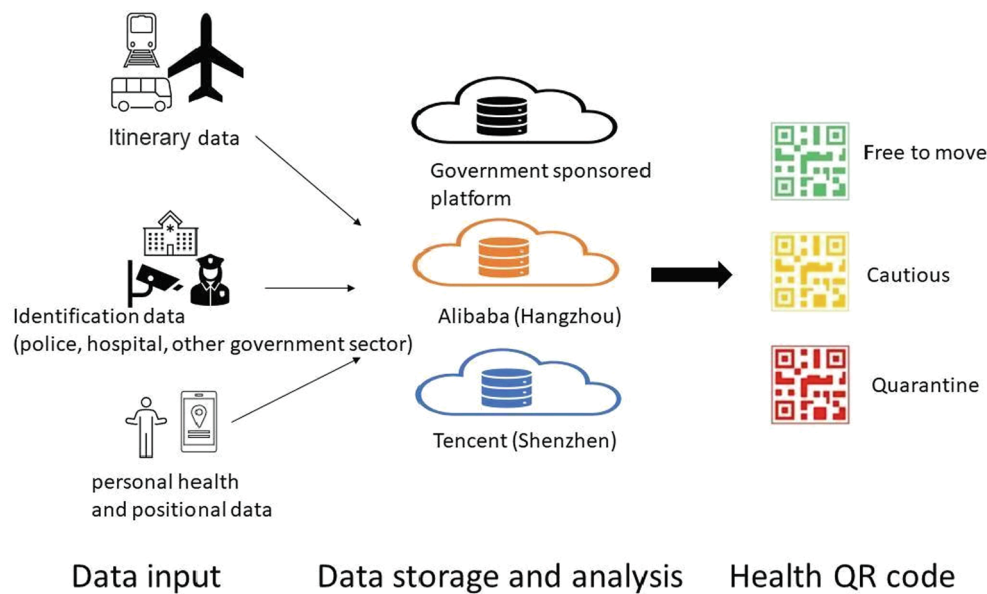 Itinerary data
Identification data
(police, hospital, other government sector)
personal health
and positional data
Data input
Government sponsored
platform
Alibaba (Hangzhou)
Tencent (Shenzhen)
Data storage and analysis
Free to move
Cautious
Quarantine
Health QR code